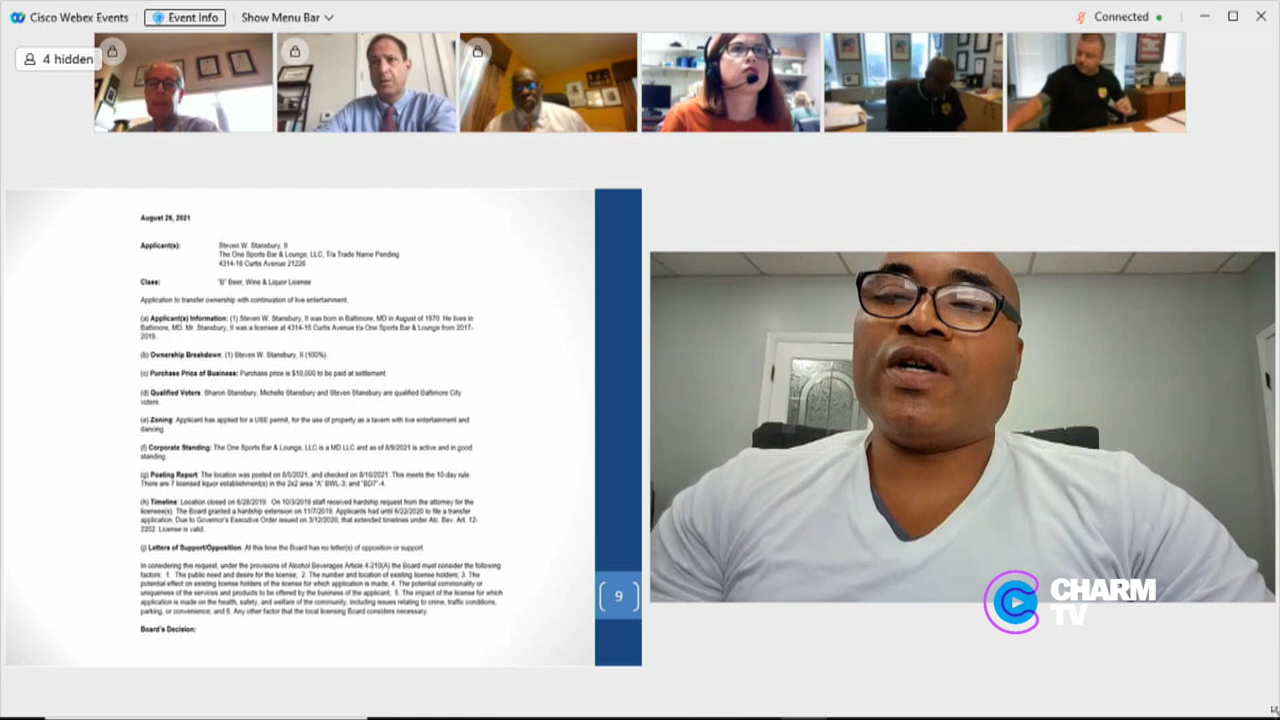 Cisco Webex Events
Event Info
Show Menu Bar
Connected
4 hidden
August 26, 2021
Applicant(s): Steven W. Stansbury, II
The One Sports Bar & Lounge, LLC, T/a Trade Name Pending
4314-16 Curtis Avenue 21226
Class: "B" Beer, Wine & Liquor License
Application to transfer ownership with continuation of live entertainment.
(a) Applicant(s) Information: (1) Steven W. Stansbury, II was born in Baltimore, MD in August of 1970. He lives in
Baltimore, MD. Mr. Stansbury, II was a licensee at 4314-16 Curtis Avenue t/a One Sports Bar & Lounge from 2017-
2019.
(b) Ownership Breakdown: (1) Steven W. Stansbury, II (100%).
(c) Purchase Price of Business: Purchase price is $10,000 to be paid at settlement.
(d) Qualified Voters: Sharon Stansbury, Michelle Stansbury and Steven Stansbury are qualified Baltimore City
voters.
(e) Zoning: Applicant has applied for a USE permit, for the use of property as a tavern with live entertainment and
dancing.
(f) Corporate Standing: The One Sports Bar & Lounge, LLC is a MD LLC and as of 8/9/2021 is active and in good
standing.
(g) Posting Report: The location was posted on 8/5/2021, and checked on 8/16/2021. This meets the 10-day rule.
There are 7 licensed liquor establishment(s) in the 2x2 area "A" BWL-3; and "BD7"-4.
(h) Timeline: Location closed on 6/28/2019. On 10/3/2019 staff received hardship request from the attorney for the
licensee(s). The Board granted a hardship extension on 11/7/2019. Applicants had until 6/22/2020 to file a transfer
application. Due to Governor's Executive Order issued on 3/12/2020, that extended timelines under Alc. Bev. Art. 12-
2202. License is valid.
(j) Letters of Support/Opposition: At this time the Board has no letter(s) of opposition or support.
In considering this request, under the provisions of Alcohol Beverages Article 4-210(A) the Board must consider the following
factors: 1. The public need and desire for the license; 2. The number and location of existing license holders; 3. The
potential effect on existing license holders of the license for which application is made; 4. The potential commonality or
uniqueness of the services and products to be offered by the business of the applicant; 5. The impact of the license for which
application is made on the health, safety, and welfare of the community, including issues relating to crime, traffic conditions,
parking, or convenience; and 6. Any other factor that the local licensing Board considers necessary.
Board's Decision:
9
CHARM
TV